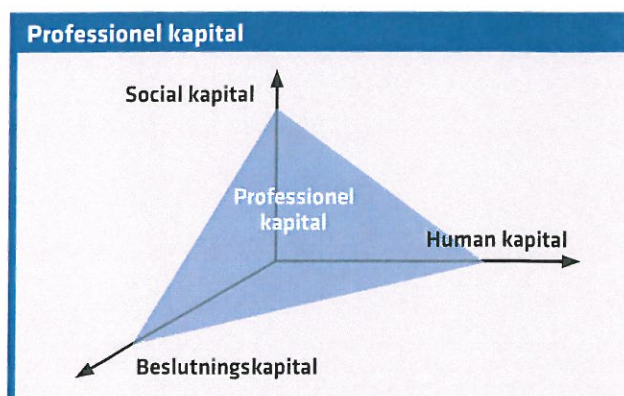 Professionel kapital
Social kapital
Professionel
kapital
Human kapital
Beslutningskapital